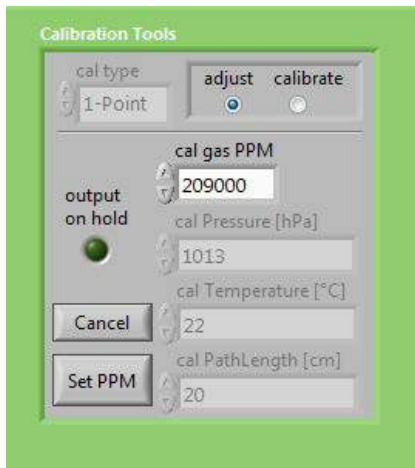 Calibration Tools
cal type
1-Point
adjust calibrate
cal gas PPM
209000
output
on hold
cal Pressure [hPa]
1013
cal Temperature [°C]
22
Cancel
cal PathLength [cm]
20
Set PPM